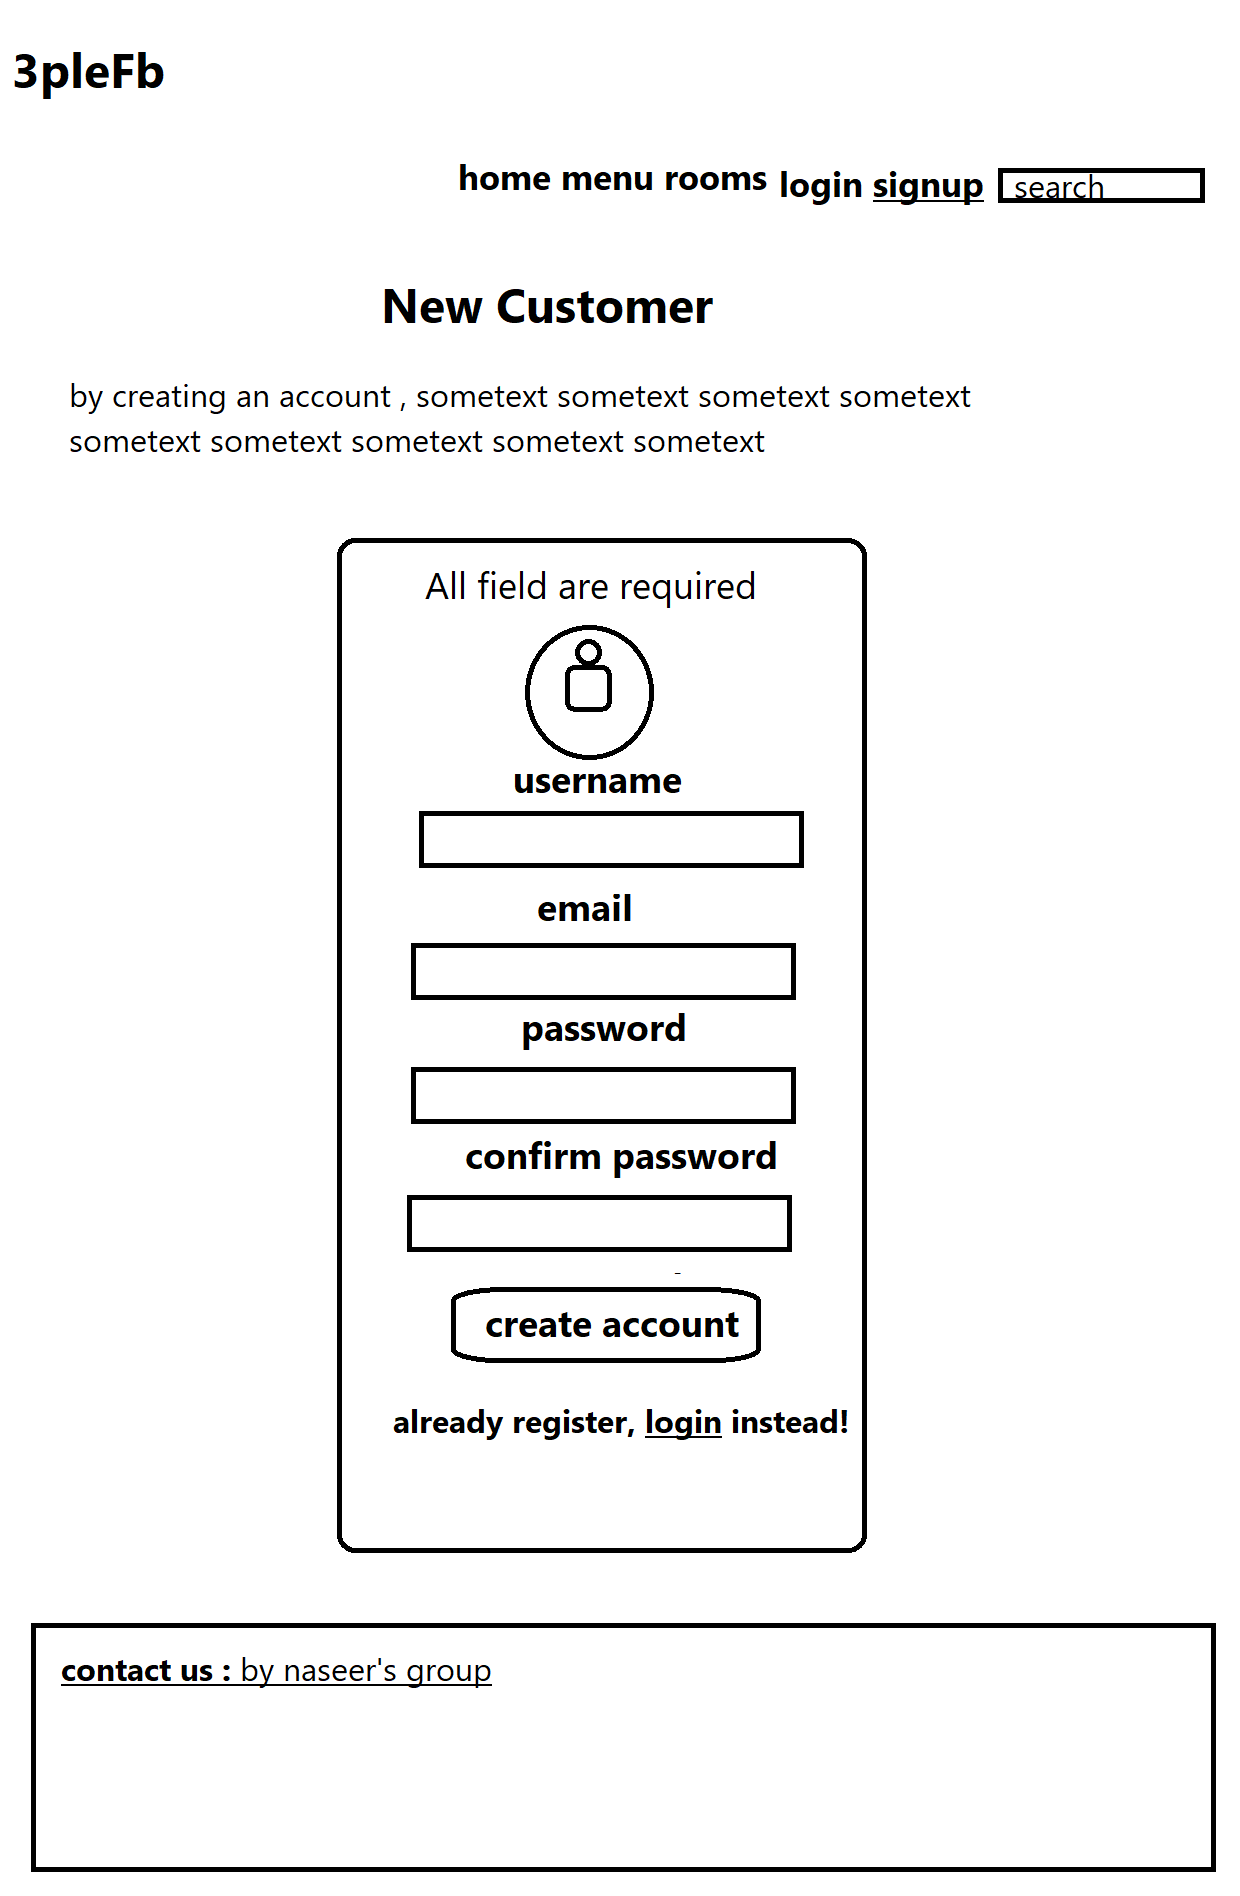 3pleFb
home menu rooms login signup search
New Customer
by creating an account , sometext sometext sometext sometext
sometext sometext sometext sometext sometext
All field are required
username
email
password
confirm password
create account
already register, login instead!
contact us : by naseer's group